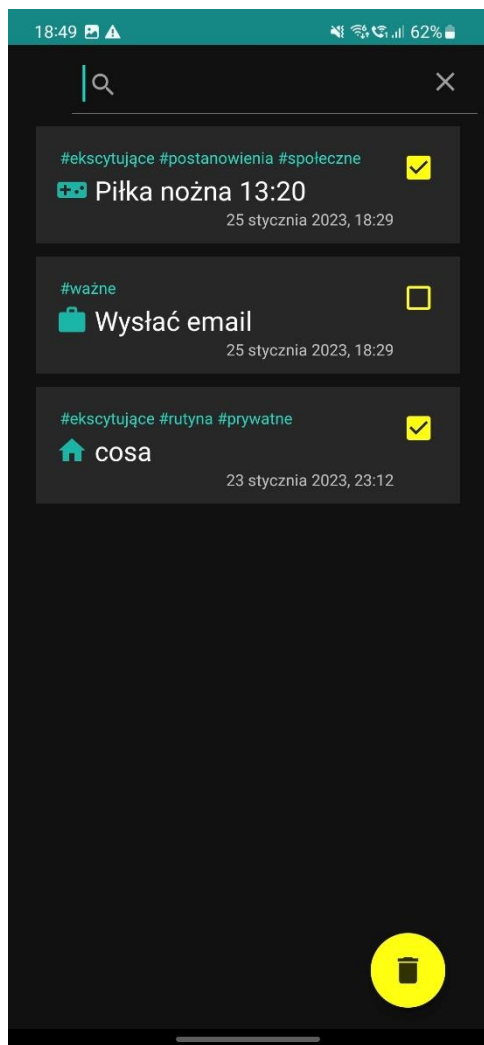 18:49 62%
#ekscytujące #postanowienia #społeczne
Piłka nożna 13:20
25 stycznia 2023, 18:29
#ważne
Wysłać email
25 stycznia 2023, 18:29
#ekscytujące #rutyna #prywatne
cosa
23 stycznia 2023, 23:12